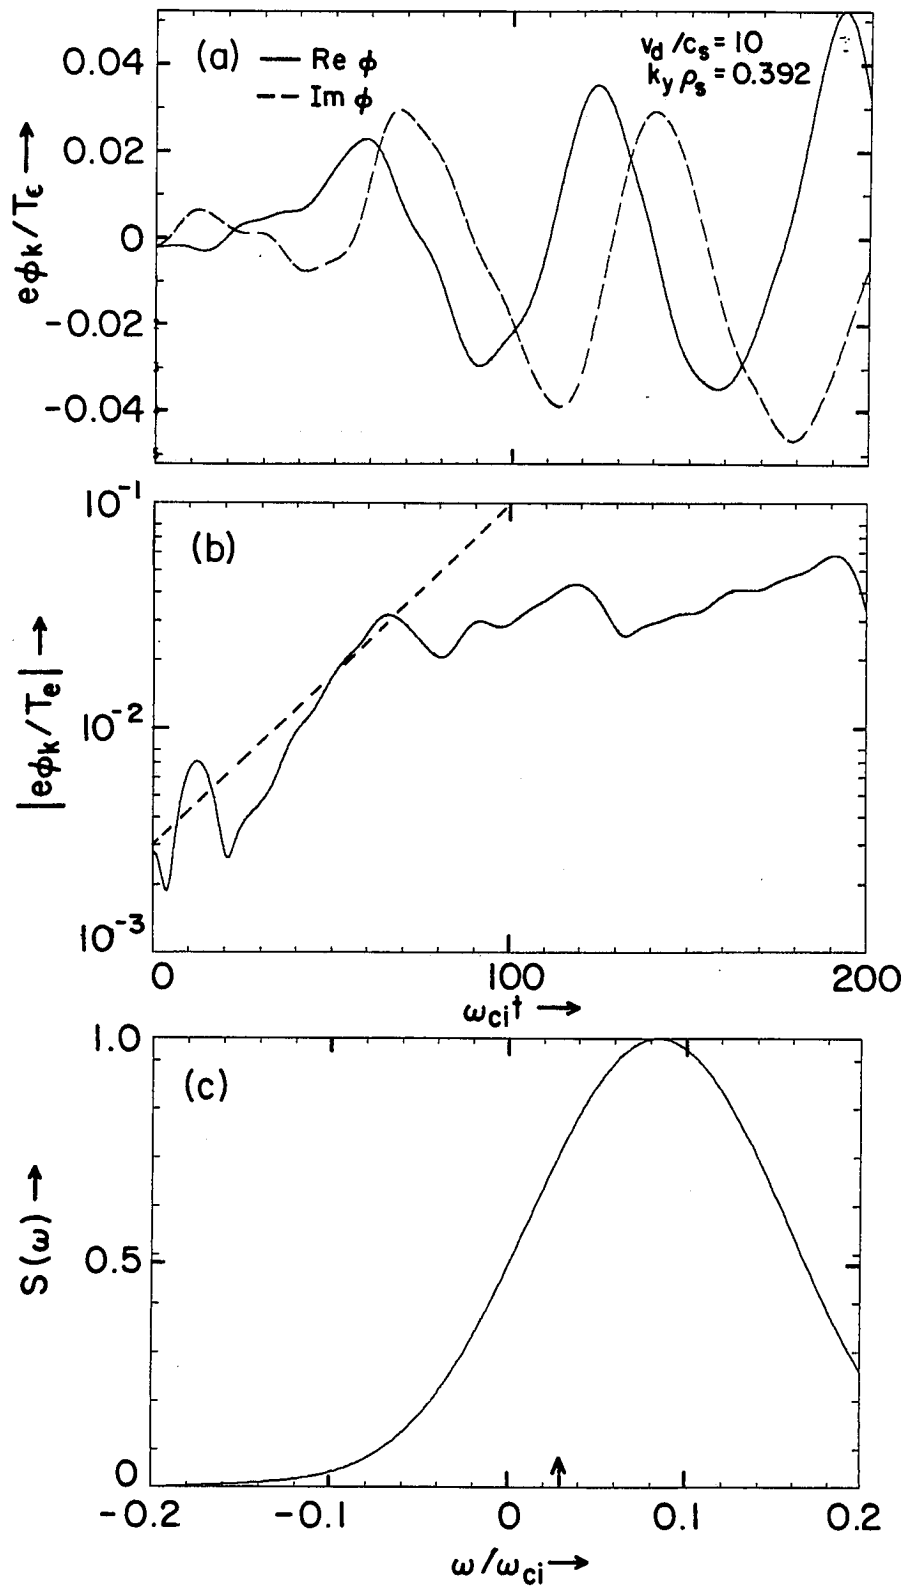 (a) — Re ϕ
-- Im ϕ
v_d/c_s = 10
k_y ρ_s = 0.392
0.04
0.02
0
−0.02
−0.04
eϕ_k/T_ϵ →
(b)
10^-1
10^-2
10^-3
|eϕ_k/T_e| →
0 100 200
ω_ci t →
(c)
1.0
0.5
0
S(ω) →
−0.2 −0.1 0 0.1 0.2
ω/ω_ci →